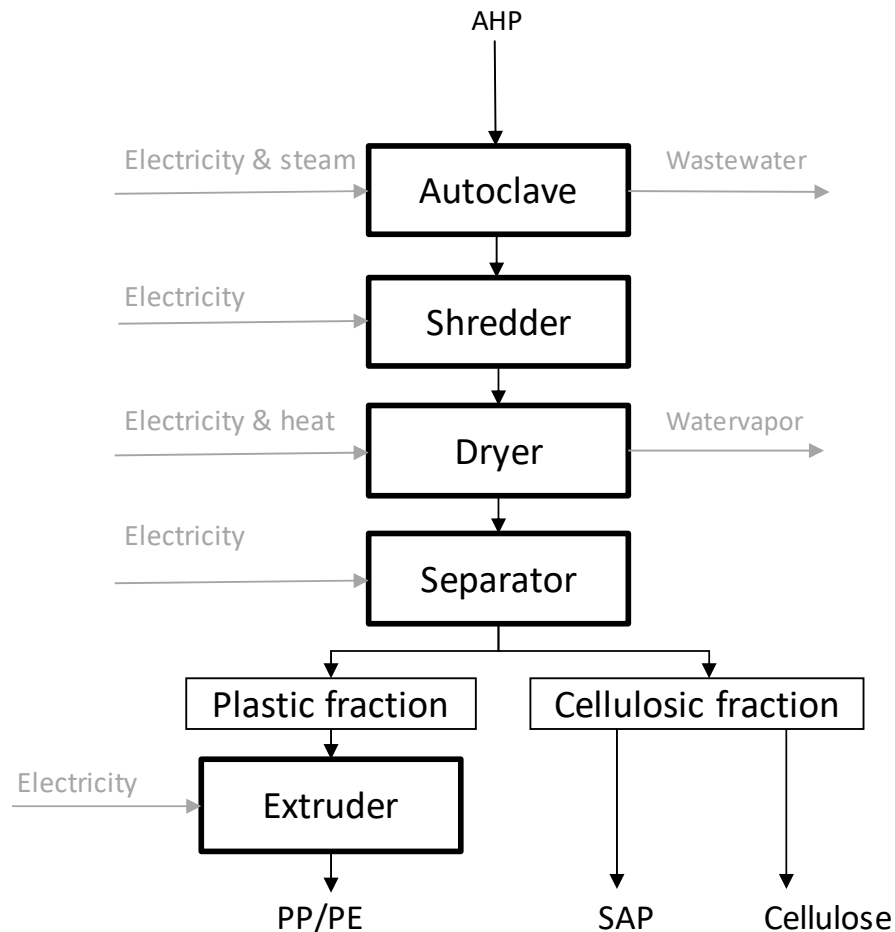 AHP
Electricity & steam
Autoclave
Wastewater
Electricity
Shredder
Electricity & heat
Dryer
Watervapor
Electricity
Separator
Plastic fraction
Cellulosic fraction
Electricity
Extruder
PP/PE
SAP
Cellulose